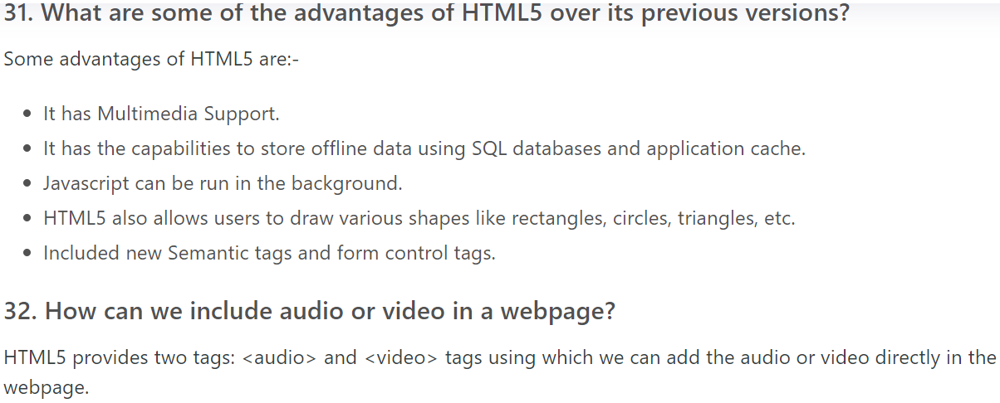 31. What are some of the advantages of HTML5 over its previous versions?
Some advantages of HTML5 are:-
• It has Multimedia Support.
• It has the capabilities to store offline data using SQL databases and application cache.
• Javascript can be run in the background.
• HTML5 also allows users to draw various shapes like rectangles, circles, triangles, etc.
• Included new Semantic tags and form control tags.
32. How can we include audio or video in a webpage?
HTML5 provides two tags: <audio> and <video> tags using which we can add the audio or video directly in the
webpage.